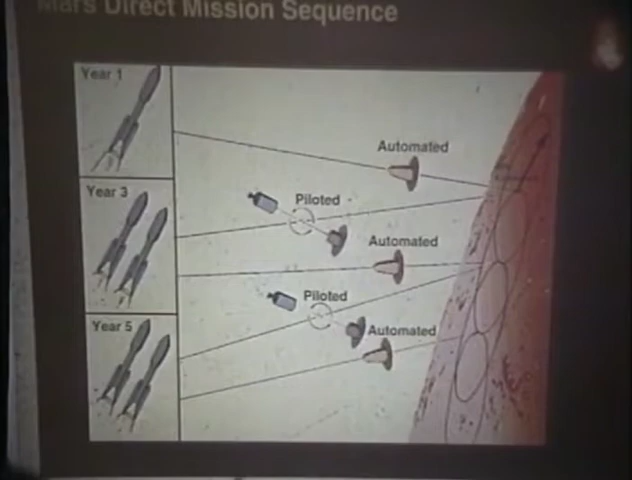 Mars Direct Mission Sequence
Year 1
Automated
Year 3
Piloted
Automated
Piloted
Year 5
Automated